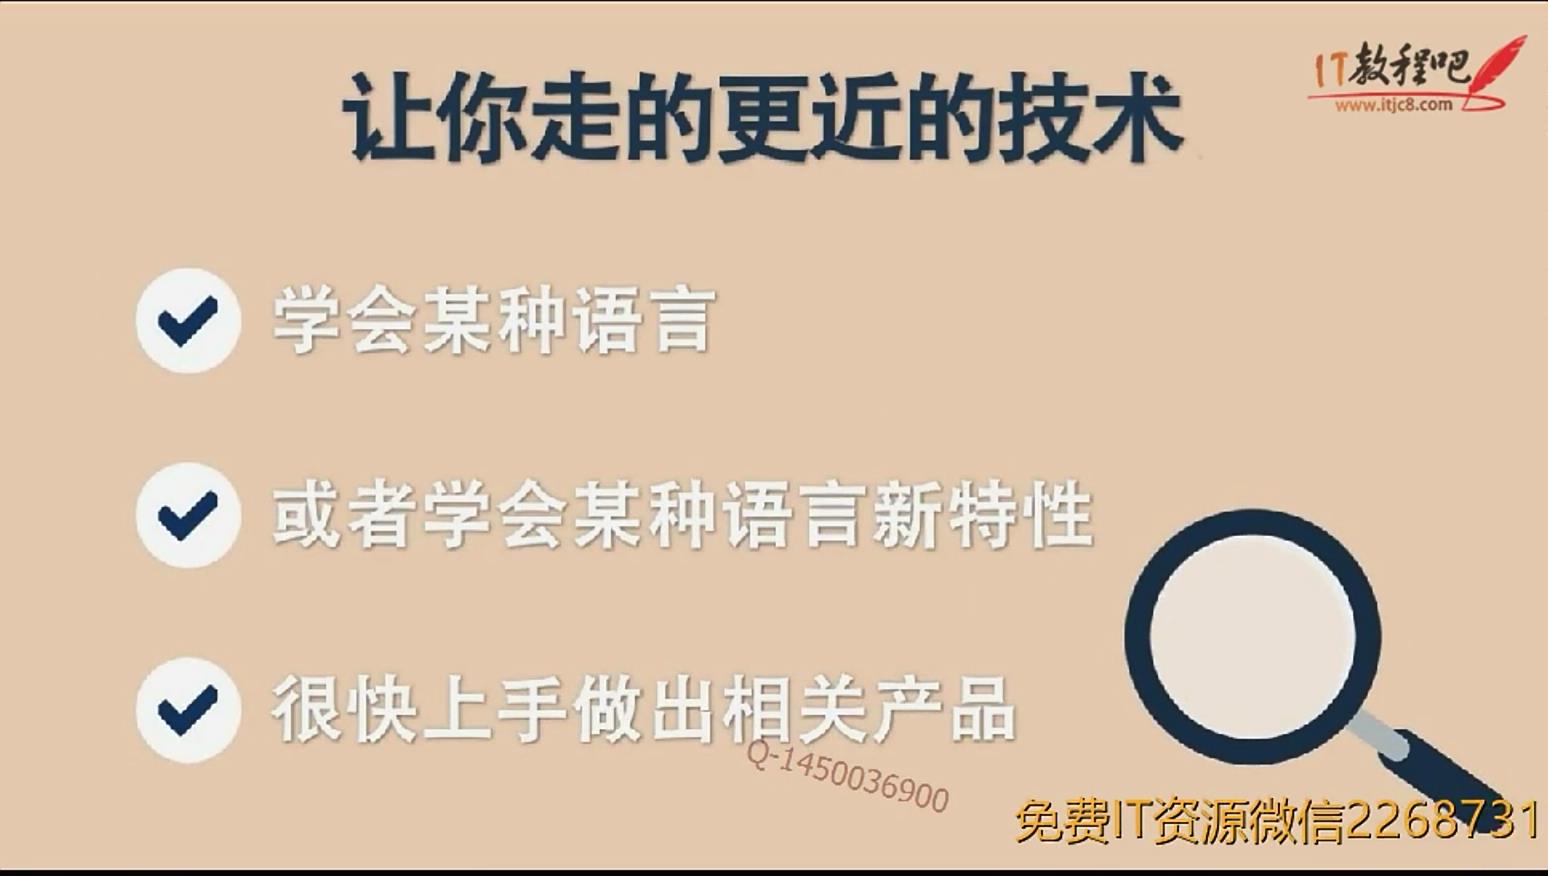 IT教程吧
www.itjc8.com
让你走的更近的技术
学会某种语言
或者学会某种语言新特性
很快上手做出相关产品
Q-1450036900
免费IT资源微信2268731